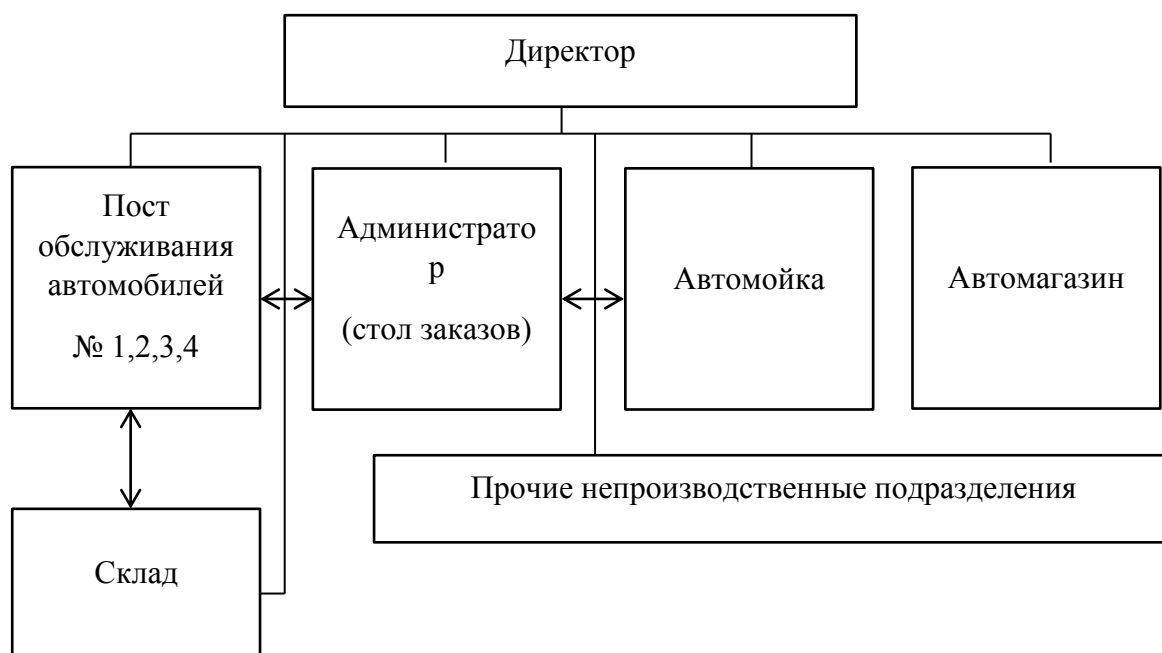 Директор
Пост
обслуживания
автомобилей
№ 1,2,3,4
Администрато
р
(стол заказов)
Автомойка
Автомагазин
Прочие непроизводственные подразделения
Склад